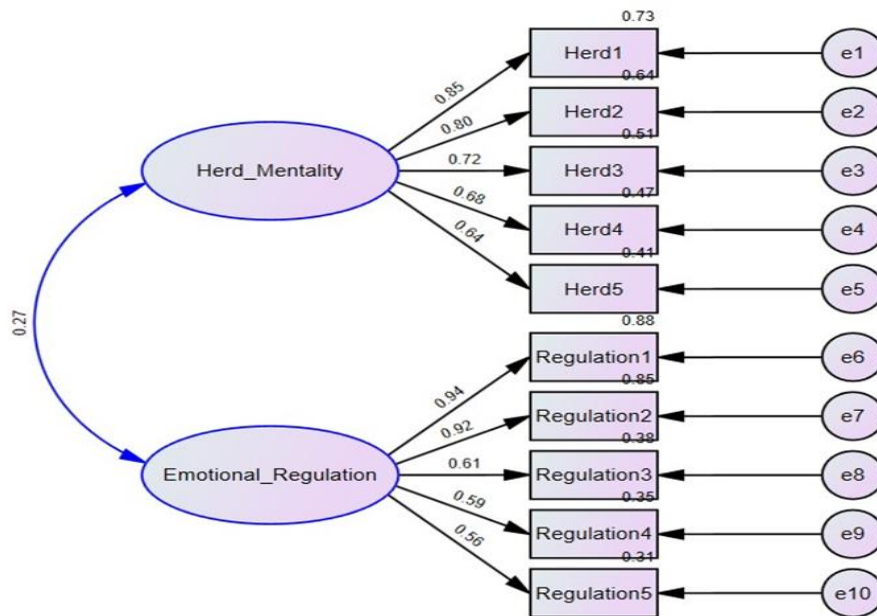 0.73
Herd1
e1
0.85
0.64
Herd2
e2
0.80
0.51
Herd_Mentality
0.72
Herd3
e3
0.47
0.68
Herd4
e4
0.41
0.64
Herd5
e5
0.27
0.88
Regulation1
e6
0.94
0.85
Regulation2
e7
0.92
0.38
Emotional_Regulation
0.61
Regulation3
e8
0.35
0.59
Regulation4
e9
0.31
0.56
Regulation5
e10